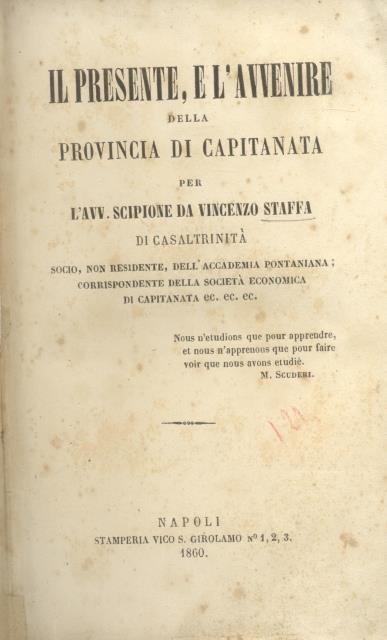 IL PRESENTE, E L'AVVENIRE
DELLA
PROVINCIA DI CAPITANATA
PER
L'AVV. SCIPIONE DA VINCENZO STAFFA
DI CASALTRINITÀ
SOCIO, NON RESIDENTE, DELL'ACCADEMIA PONTANIANA;
CORRISPONDENTE DELLA SOCIETÀ ECONOMICA
DI CAPITANATA ec. ec. ec.
Nous n'etudions que pour apprendre,
et nous n'apprenons que pour faire
voir que nous avons etudié.
M. SCUDERI.
NAPOLI
STAMPERIA VICO S. GIROLAMO Nº 1, 2, 3.
1860.